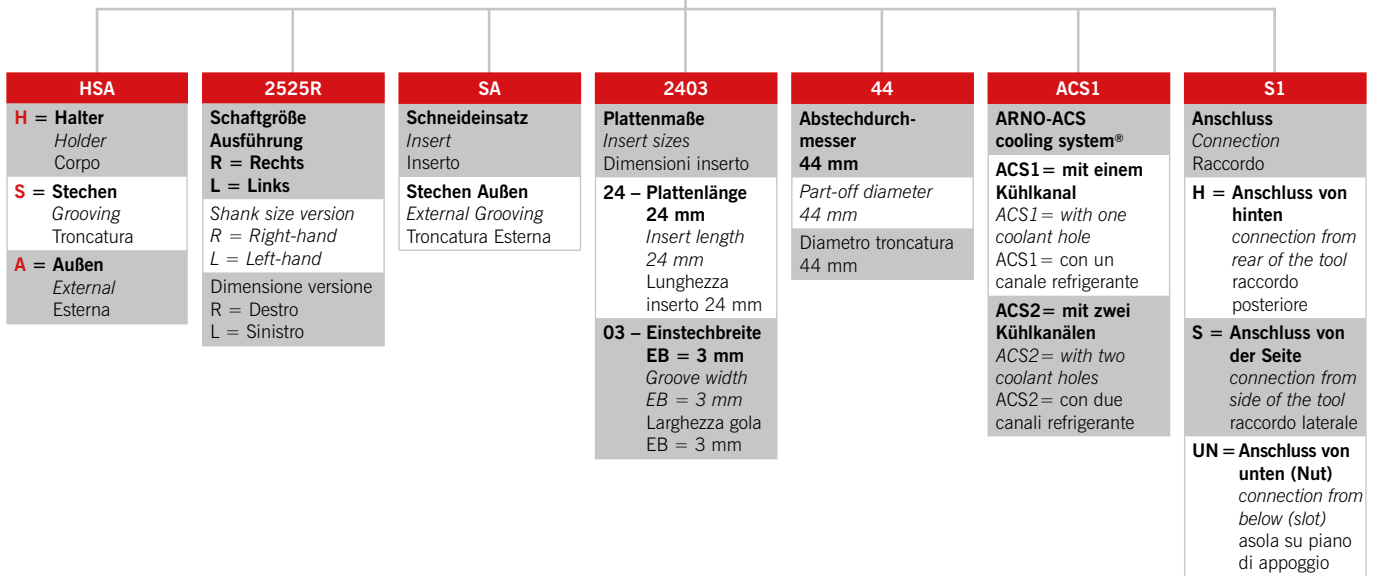 HSA
H = Halter
Holder
Corpo
S = Stechen
Grooving
Troncatura
A = Außen
External
Esterna
2525R
Schaftgröße
Ausführung
R = Rechts
L = Links
Shank size version
R = Right-hand
L = Left-hand
Dimensione versione
R = Destro
L = Sinistro
SA
Schneideinsatz
Insert
Inserto
Stechen Außen
External Grooving
Troncatura Esterna
2403
Plattenmaße
Insert sizes
Dimensioni inserto
24 – Plattenlänge
24 mm
Insert length
24 mm
Lunghezza
inserto 24 mm
03 – Einstechbreite
EB = 3 mm
Groove width
EB = 3 mm
Larghezza gola
EB = 3 mm
44
Abstechdurch-
messer
44 mm
Part-off diameter
44 mm
Diametro troncatura
44 mm
ACS1
ARNO-ACS
cooling system®
ACS1= mit einem
Kühlkanal
ACS1= with one
coolant hole
ACS1= con un
canale refrigerante
ACS2= mit zwei
Kühlkanälen
ACS2= with two
coolant holes
ACS2= con due
canali refrigerante
S1
Anschluss
Connection
Raccordo
H = Anschluss von
hinten
connection from
rear of the tool
raccordo
posteriore
S = Anschluss von
der Seite
connection from
side of the tool
raccordo laterale
UN = Anschluss von
unten (Nut)
connection from
below (slot)
asola su piano
di appoggio